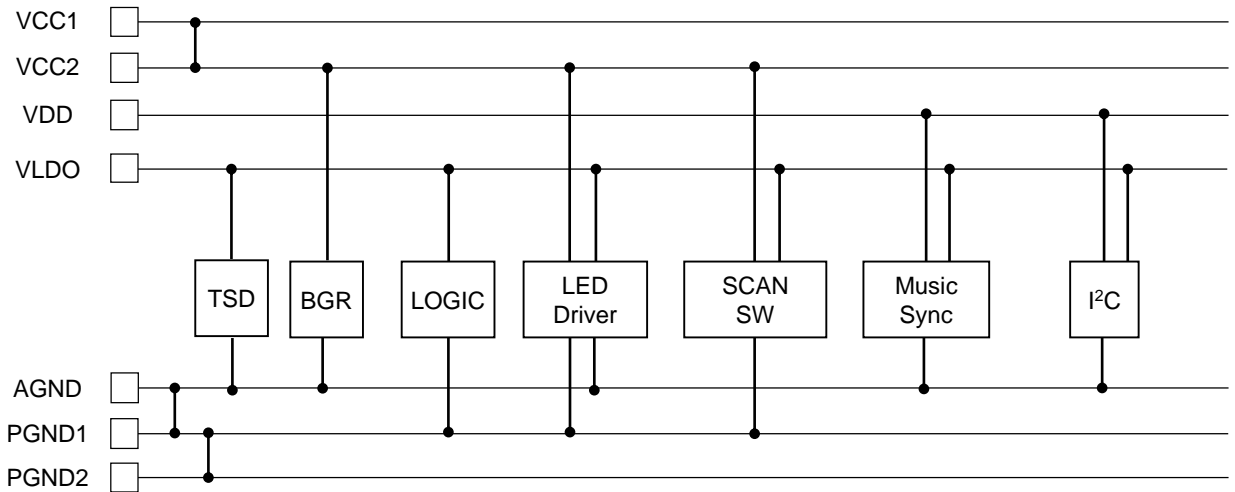 VCC1
VCC2
VDD
VLDO
TSD
BGR
LOGIC
LED
Driver
SCAN
SW
Music
Sync
I²C
AGND
PGND1
PGND2